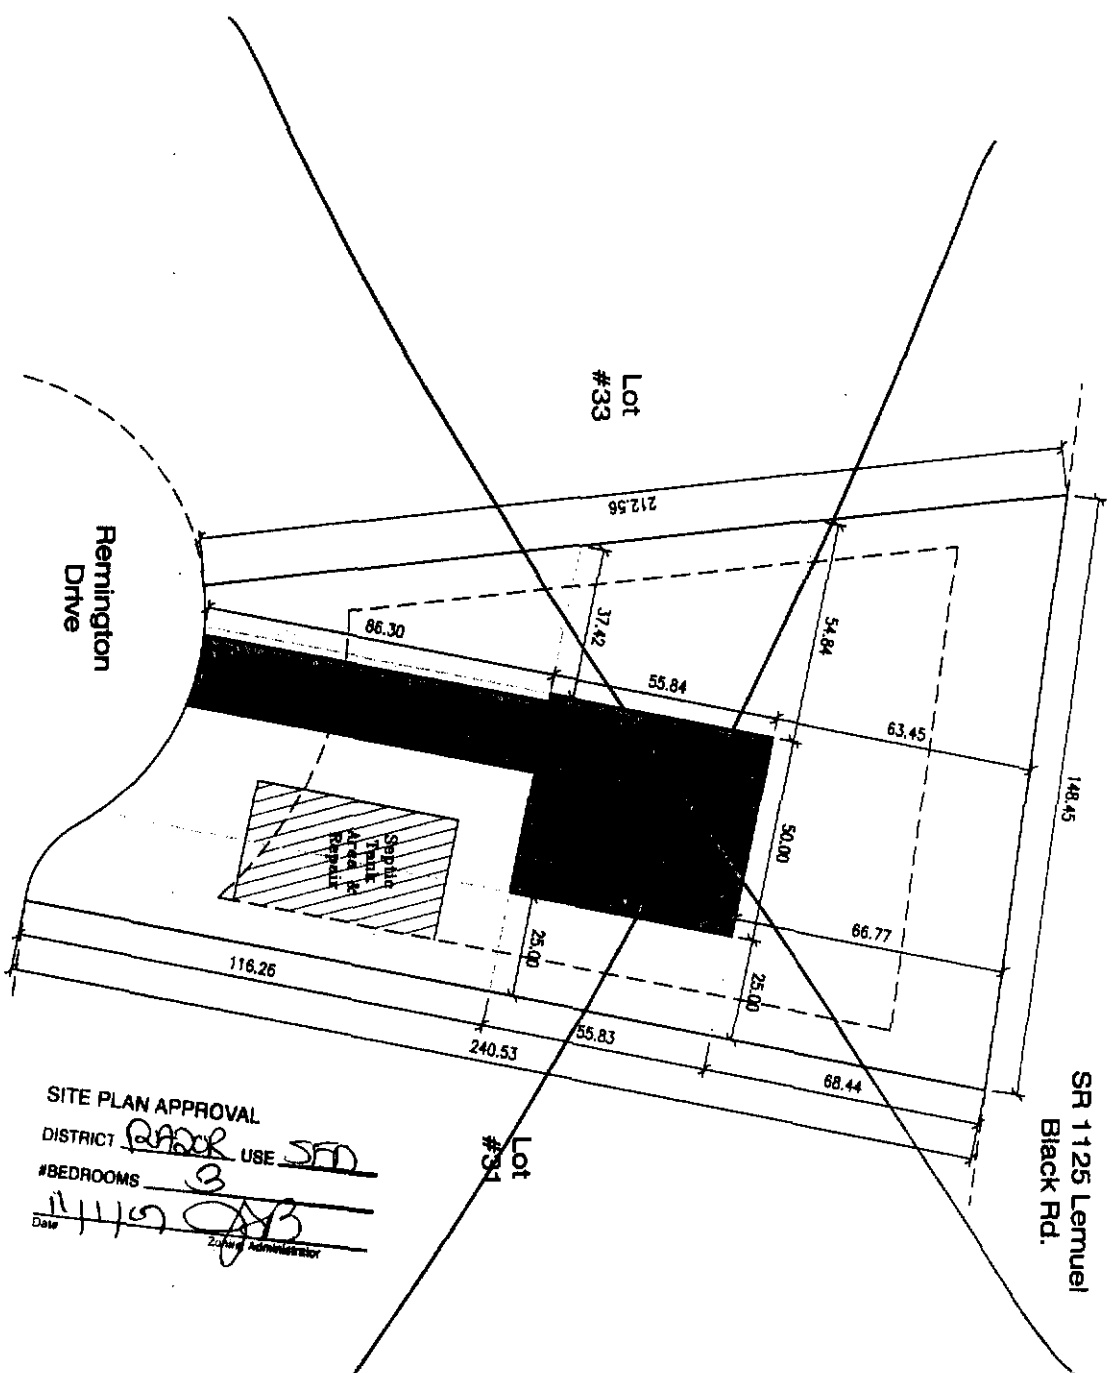 SR 1125 Lemuel
Black Rd.
Lot
#33
212.56
148.45
54.84
37.42
86.30
55.84
63.45
50.00
66.77
25.00
25.00
116.26
55.83
68.44
240.53
Remington
Drive
Septic
Tank
Area &
Repair
Lot
#31
SITE PLAN APPROVAL
DISTRICT RA20R USE SFD
#BEDROOMS 3
Date
Zoning Administrator